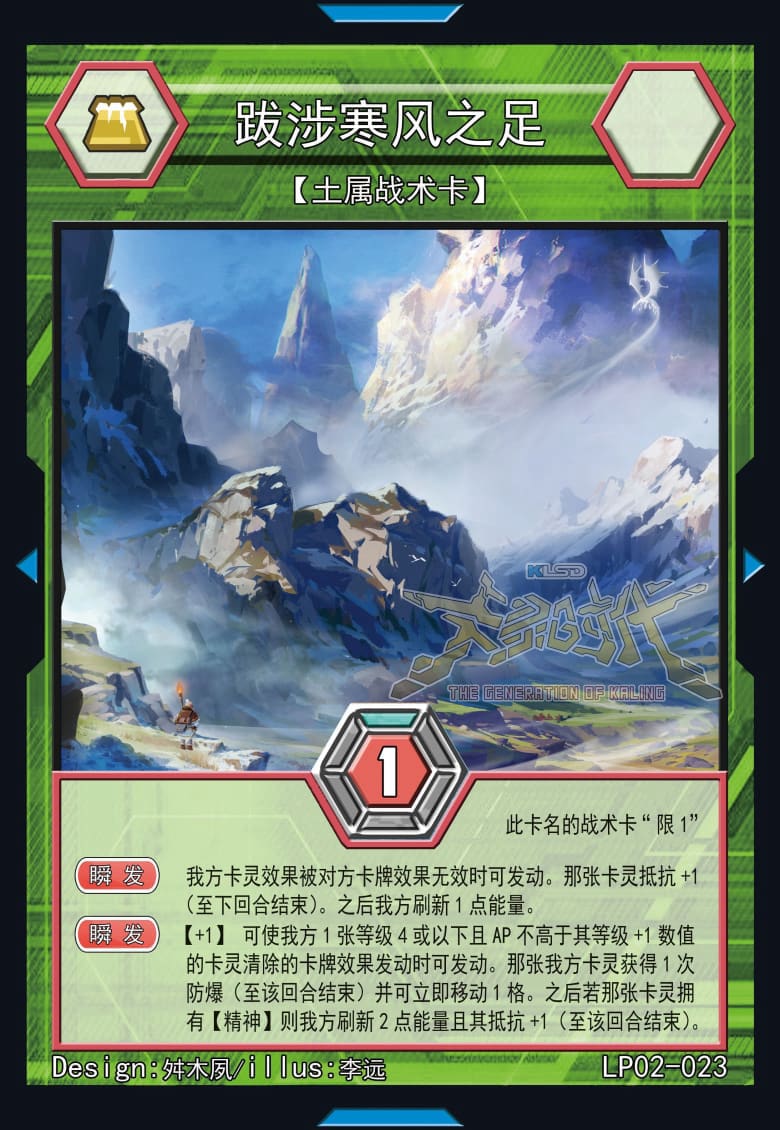 跋涉寒风之足
【土属战术卡】
KLSD
THE GENERATION OF KALING
1
此卡名的战术卡“限1”
瞬 发 我方卡灵效果被对方卡牌效果无效时可发动。那张卡灵抵抗+1
(至下回合结束)。之后我方刷新1点能量。
瞬 发 【+1】 可使我方1张等级4或以下且AP不高于其等级+1数值
的卡灵清除的卡牌效果发动时可发动。那张我方卡灵获得1次
防爆(至该回合结束)并可立即移动1格。之后若那张卡灵拥
有【精神】则我方刷新2点能量且其抵抗+1(至该回合结束)。
Design:舛木夙/illus:李远
LP02-023